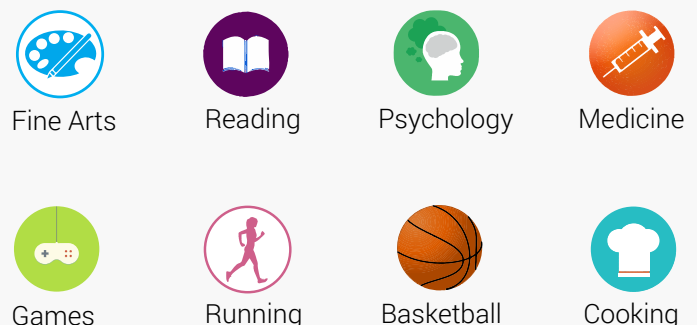 Fine Arts
Reading
Psychology
Medicine
Games
Running
Basketball
Cooking